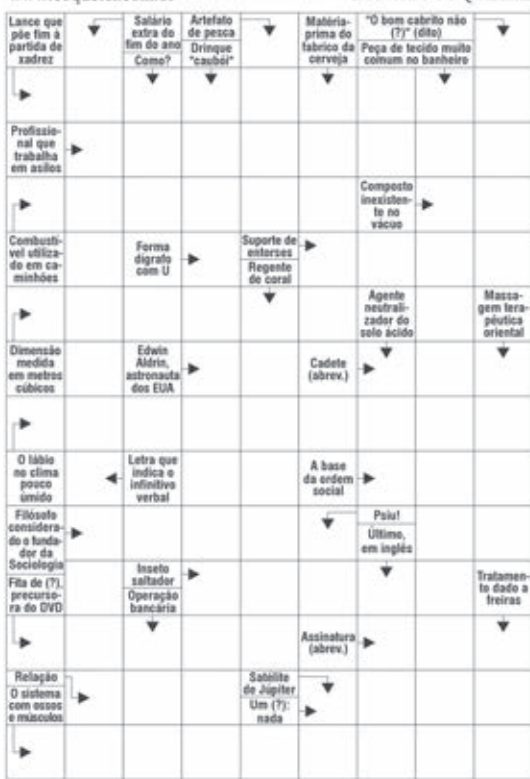 Lance que
põe fim à
partida de
xadrez
Salário
extra do
fim do ano
Como?
Artefato
de pesca
Drinque
"caubói"
Matéria-
prima do
fabrico da
cerveja
"O bom cabrito não
(?)" (dito)
Peça de tecido muito
comum no banheiro
Profissio-
nal que
trabalha
em asilos
Composto
inexisten-
te no
vácuo
Combustí-
vel utiliza-
do em ca-
minhões
Forma
dígrafo
com U
Suporte de
entorses
Regente
de coral
Agente
neutrali-
zador do
solo ácido
Massa-
gem tera-
pêutica
oriental
Dimensão
medida
em metros
cúbicos
Edwin
Aldrin,
astronauta
dos EUA
Cadete
(abrev.)
O lábio
no clima
pouco
úmido
Letra que
indica o
infinitivo
verbal
A base
da ordem
social
Filósofo
considera-
do o funda-
dor da
Sociologia
Psiu!
Último,
em inglês
Fita de (?),
precurso-
ra do DVD
Inseto
saltador
Operação
bancária
Tratamen-
to dado a
freiras
Assinatura
(abrev.)
Relação
O sistema
com ossos
e músculos
Satélite
de Júpiter
Um (?):
nada